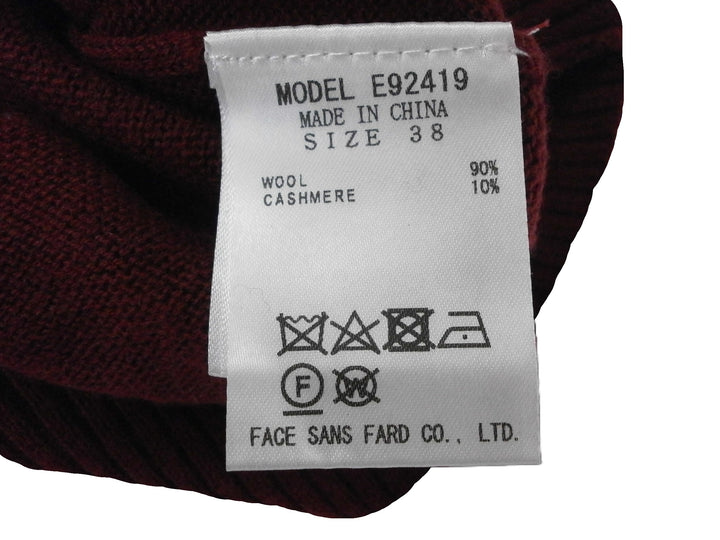 MODEL E92419
MADE IN CHINA
SIZE 38
WOOL 90%
CASHMERE 10%
F W
FACE SANS FARD CO., LTD.